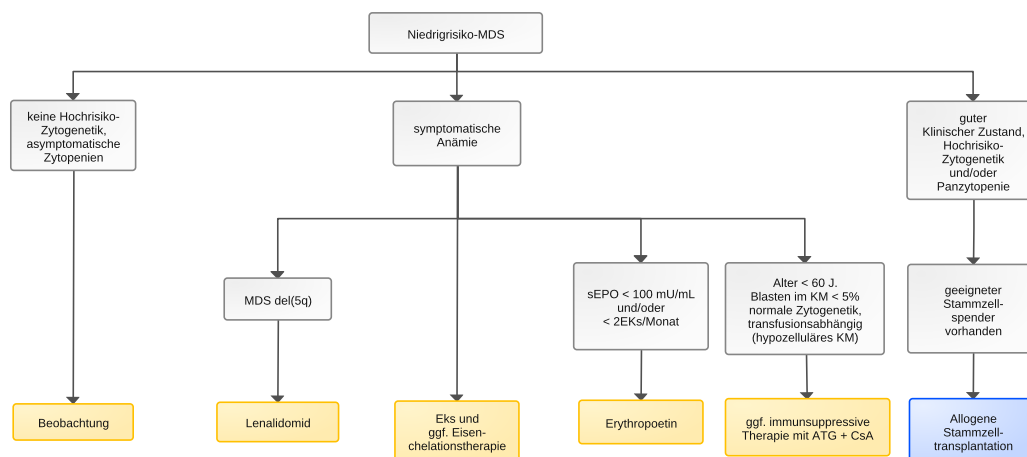 Niedrigrisiko-MDS
keine Hochrisiko-
Zytogenetik,
asymptomatische
Zytopenien
symptomatische
Anämie
guter
Klinischer Zustand,
Hochrisiko-
Zytogenetik
und/oder
Panzytopenie
MDS del(5q)
sEPO < 100 mU/mL
und/oder
< 2EKs/Monat
Alter < 60 J.
Blasten im KM < 5%
normale Zytogenetik,
transfusionsabhängig
(hypozelluläres KM)
geeigneter
Stammzell-
spender
vorhanden
Beobachtung
Lenalidomid
Eks und
ggf. Eisen-
chelationstherapie
Erythropoetin
ggf. immunsuppressive
Therapie mit ATG + CsA
Allogene
Stammzell-
transplantation